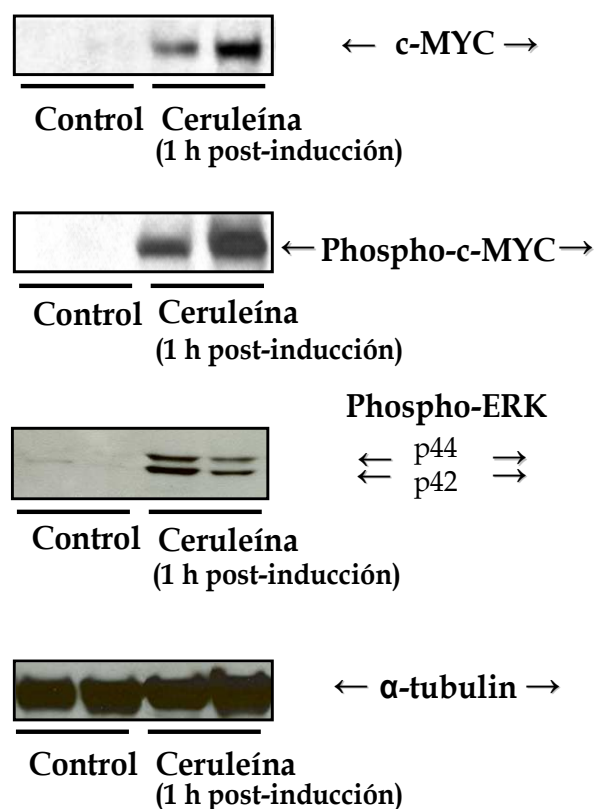 ← c-MYC →
Control Ceruleína
(1 h post-inducción)
← Phospho-c-MYC →
Control Ceruleína
(1 h post-inducción)
Phospho-ERK
← p44 →
← p42 →
Control Ceruleína
(1 h post-inducción)
← α-tubulin →
Control Ceruleína
(1 h post-inducción)